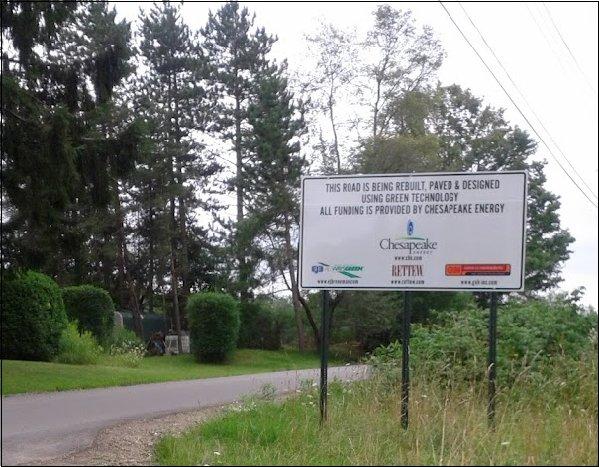 THIS ROAD IS BEING REBUILT, PAVED & DESIGNED
USING GREEN TECHNOLOGY
ALL FUNDING IS PROVIDED BY CHESAPEAKE ENERGY
Chesapeake
ENERGY
www.chk.com
RETTEW
www.rettew.com